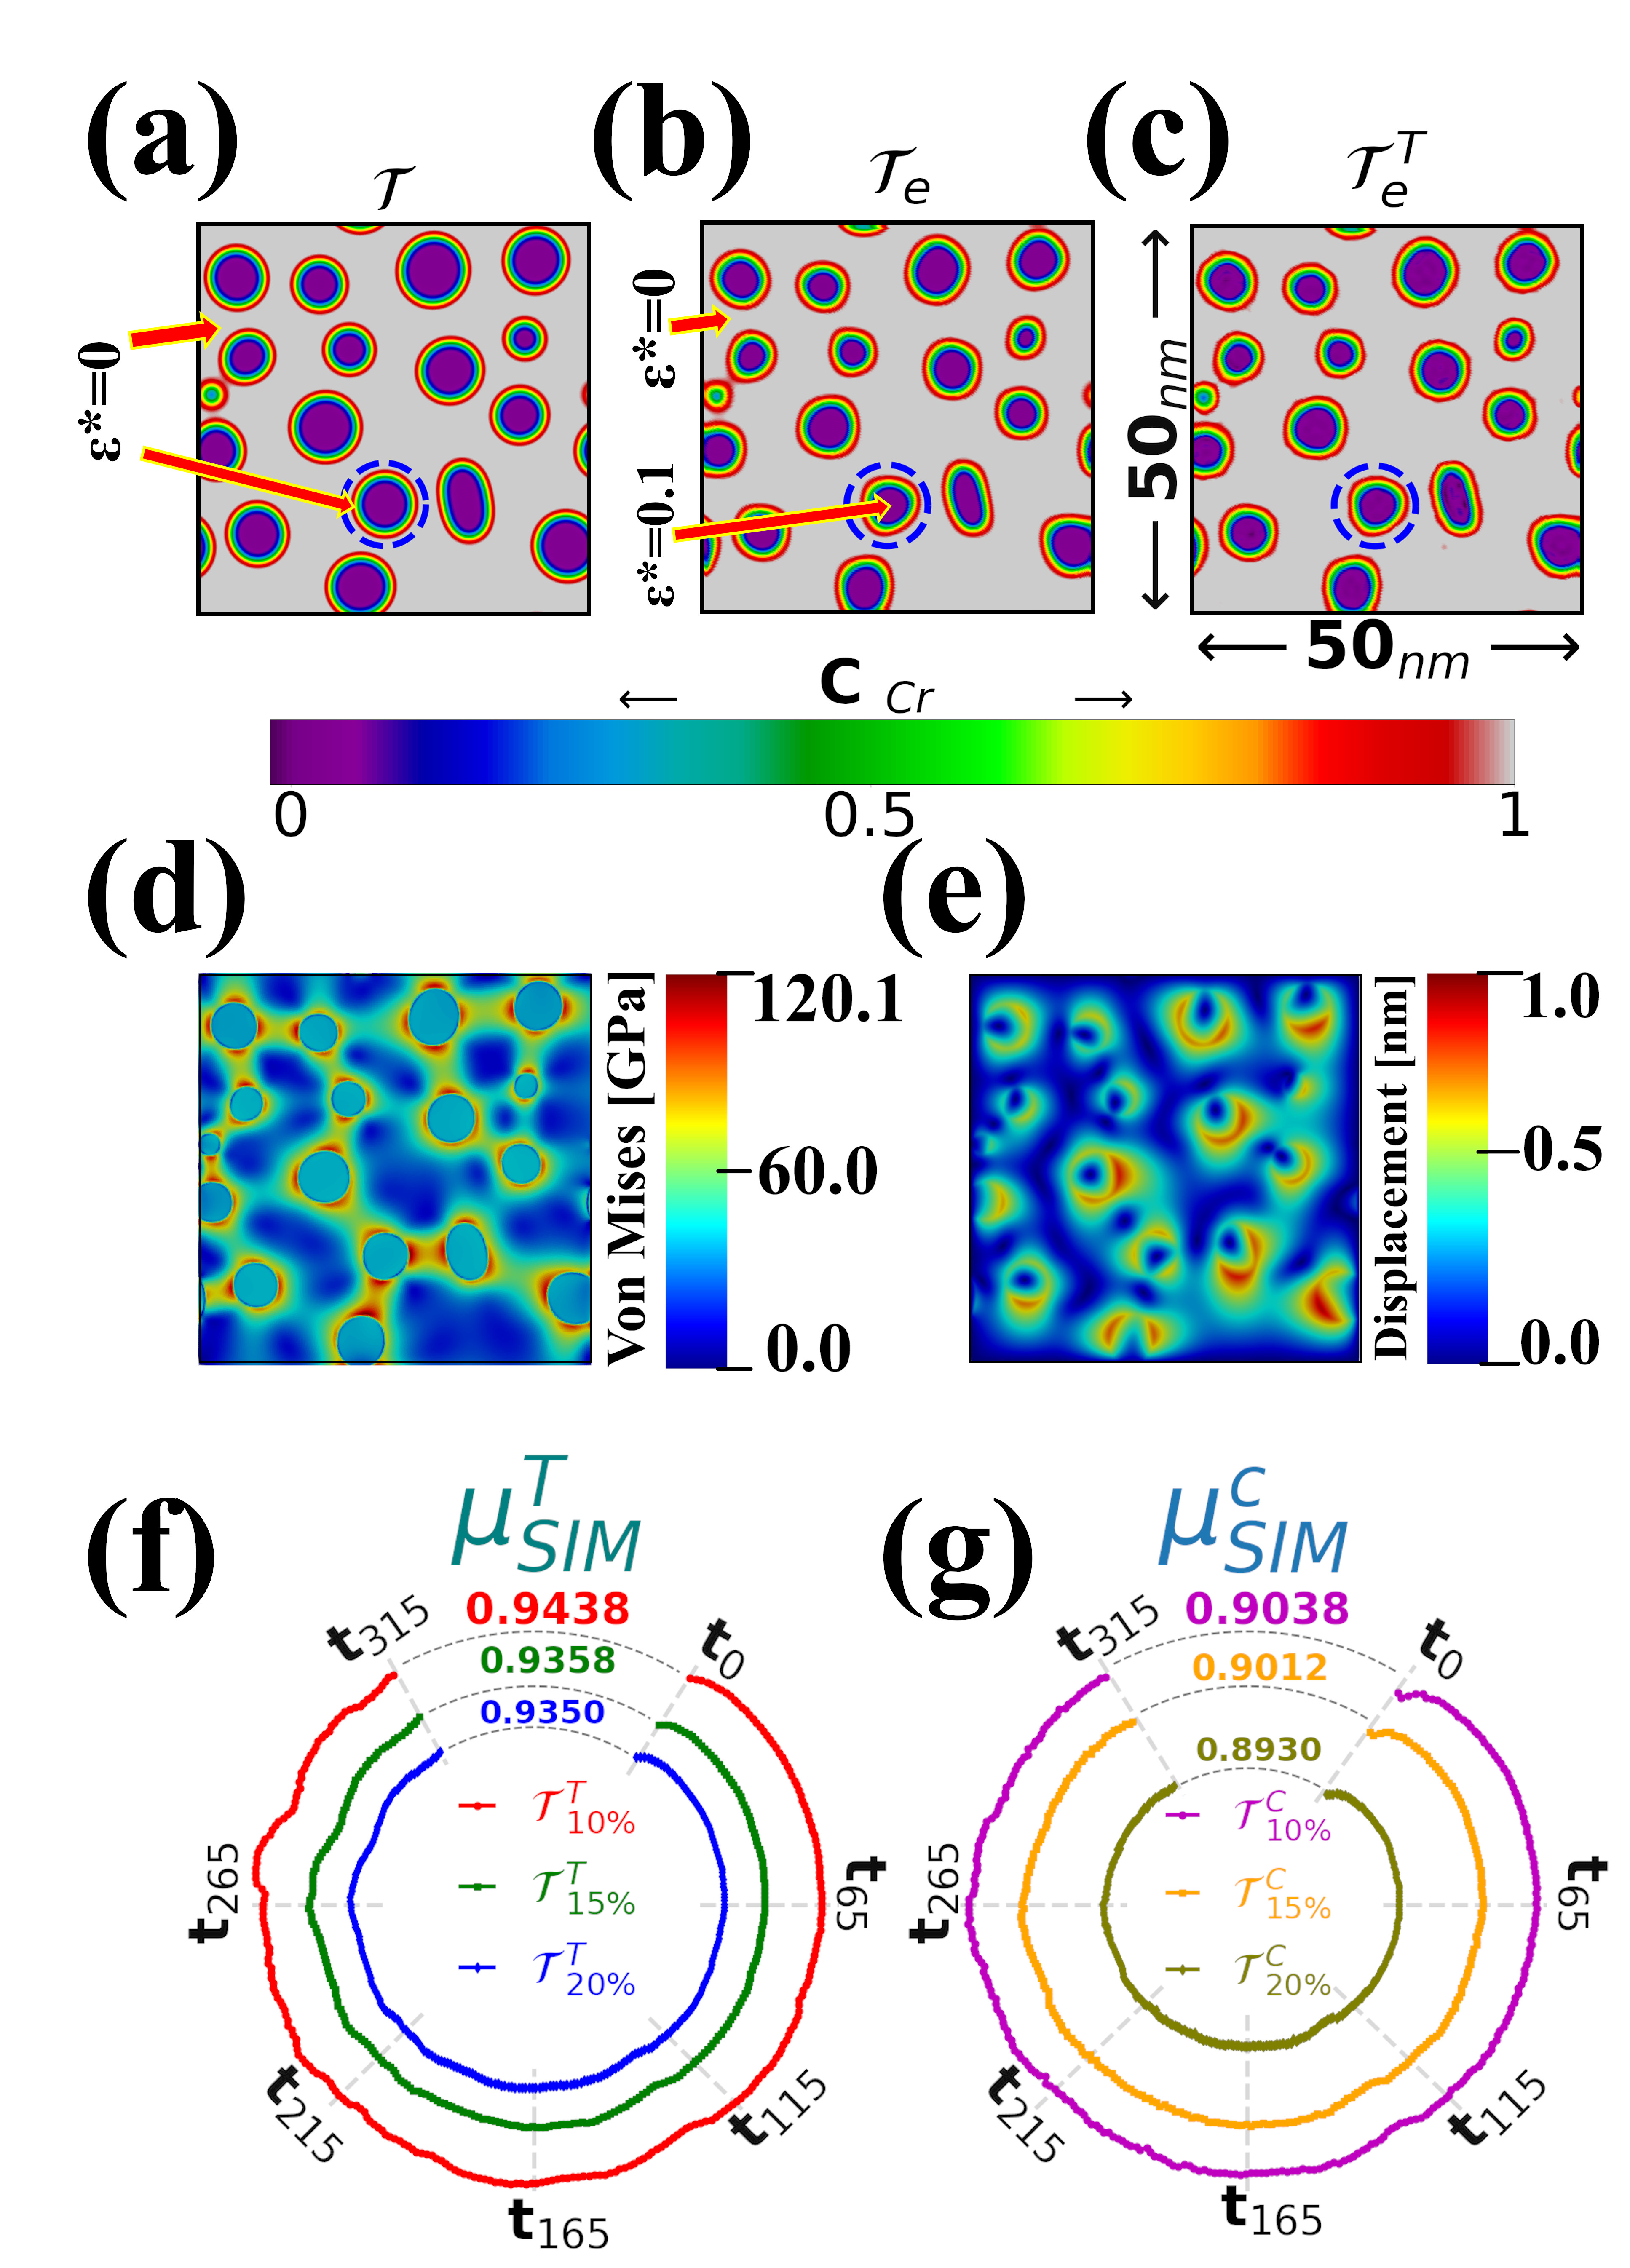 (a) (b) (c)
𝒯 𝒯e 𝒯eT
ε*=0
ε*=0
ε*=0.1
50nm
50nm
C Cr
0 0.5 1
(d) (e)
Von Mises [GPa]
120.1
60.0
0.0
Displacement [nm]
1.0
0.5
0.0
(f) (g)
μTSIM
0.9438
0.9358
0.9350
t315 t0
𝒯T10%
𝒯T15%
𝒯T20%
t265 t65
t215 t115
t165
μCSIM
0.9038
0.9012
0.8930
t315 t0
𝒯C10%
𝒯C15%
𝒯C20%
t265 t65
t215 t115
t165